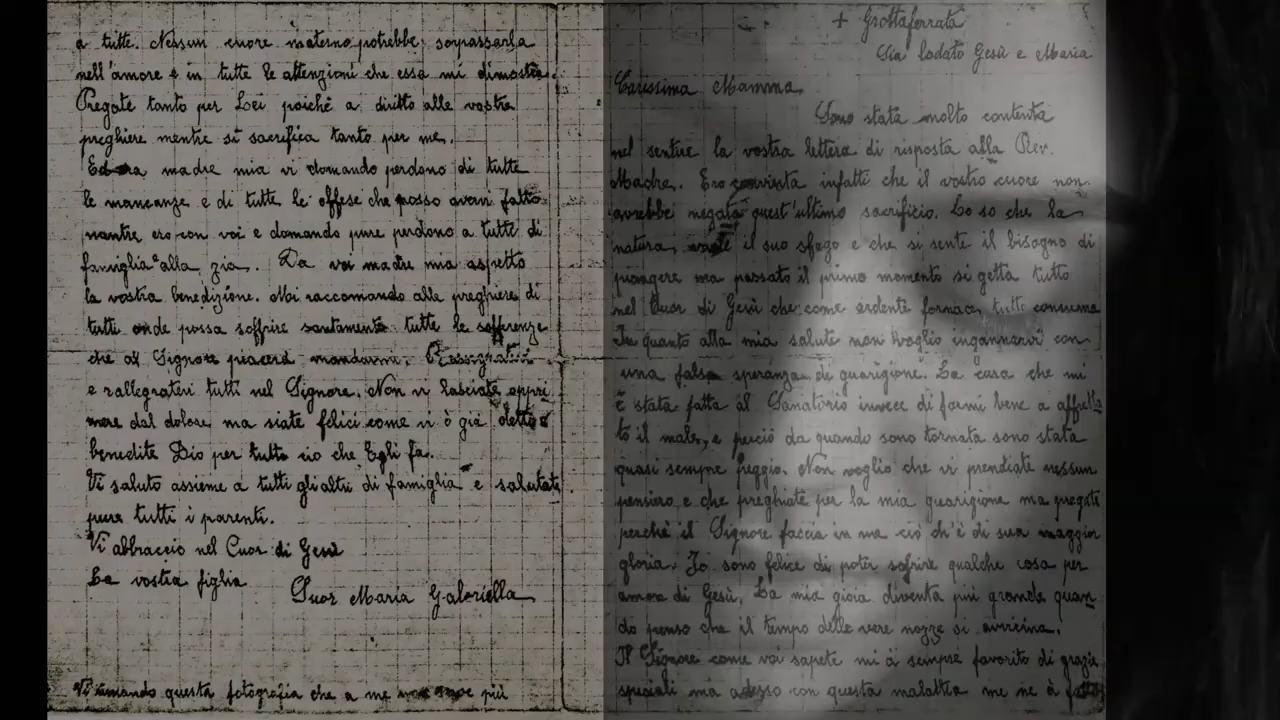 a tutte. Nessun cuore materno potrebbe sorpassarla
nell'amore e in tutte le attenzioni che essa mi dimostra.
Pregate tanto per Lei poichè a diritto alle vostre
preghiere mentre si sacrifica tanto per me.
Ed ora madre mia vi domando perdono di tutte
le mancanze e di tutte le offese che posso avervi fatto
mentre ero con voi e domando pure perdono a tutti di
famiglia e alla zia. Da voi madre mia aspetto
la vostra benedizione. Mi raccomando alle preghiere di
tutti onde possa soffrire santamente tutte le sofferenze
che al Signore piacerà mandarmi. Rassegnatevi
e rallegratevi tutti nel Signore. Non vi lasciate oppri
mere dal dolore ma siate felici come vi ò già detto e
benedite Dio per tutto ciò che Egli fa.
Vi saluto assieme a tutti gli altri di famiglia e salutate
pure tutti i parenti.
Vi abbraccio nel Cuor di Gesù
La vostra figlia
Suor Maria Gabriella
Vi rimando questa fotografia che a me non serve più
+ Grottaferrata
Sia lodato Gesù e Maria
Carissima Mamma,
Sono stata molto contenta
nel sentire la vostra lettera di risposta alla Rev.
Madre. Ero convinta infatti che il vostro cuore non
avrebbe negato quest'ultimo sacrificio. Lo so che la
natura vuole il suo sfogo e che si sente il bisogno di
piangere ma passato il primo momento si getta tutto
nel Cuor di Gesù che come ardente fornace tutto consuma
In quanto alla mia salute non voglio ingannarvi con
una falsa speranza di guarigione. La cosa che mi
è stata fatta al Sanatorio invece di farmi bene a affretta
to il male, e perciò da quando sono tornata sono stata
quasi sempre peggio. Non voglio che vi prendiate nessun
pensiero e che preghiate per la mia guarigione ma pregate
perchè il Signore faccia in me ciò ch'è di sua maggior
gloria. Io sono felice di poter soffrire qualche cosa per
amore di Gesù. La mia gioia diventa più grande quan
do penso che il tempo delle vere nozze si avvicina.
Il Signore come voi sapete mi à sempre favorito di grazie
speciali ma adesso con questa malattia me ne à fatta